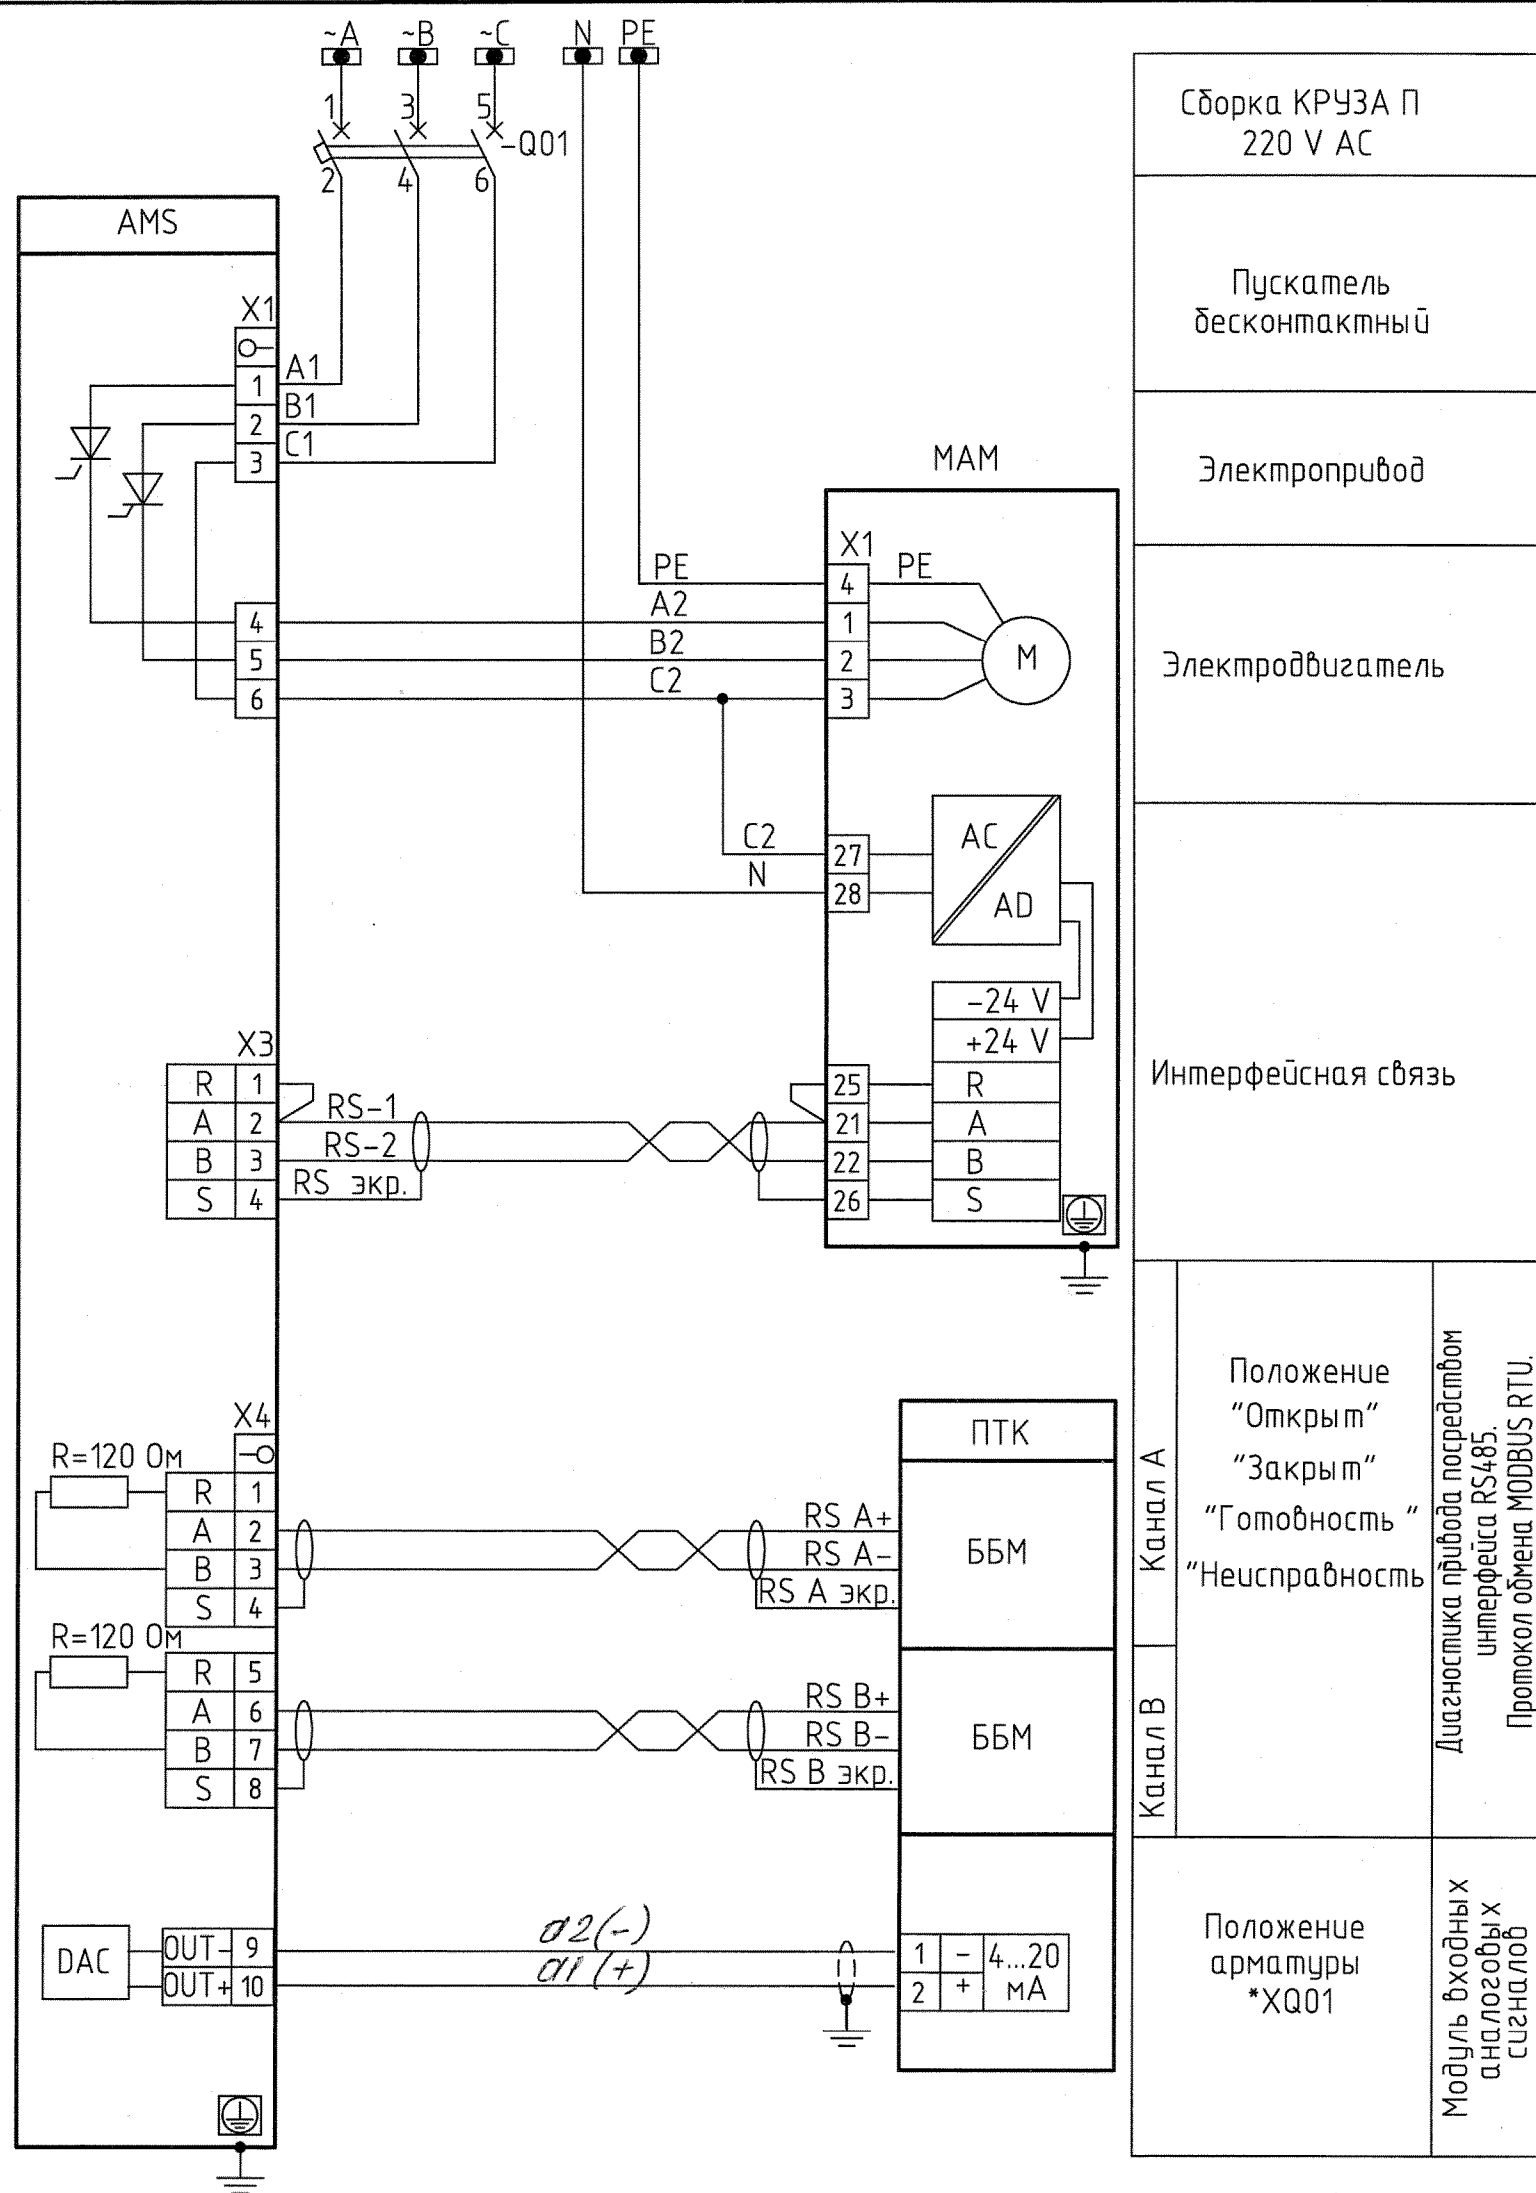 ~A ~B ~C N PE
1 3 5
-Q01
2 4 6
Сборка КРУЗА П
220 V AC
AMS
Пускатель
бесконтактный
X1
1 A1
2 B1
3 C1
Электропривод
MAM
X1
PE 4 PE
4 A2 1
5 B2 2 M
6 C2 3
Электродвигатель
C2 27 AC
N 28 AD
-24 V
+24 V
X3
R 1
A 2 RS-1
B 3 RS-2
S 4 RS экр.
25 R
21 A
22 B
26 S
Интерфейсная связь
X4
R=120 Ом
R 1
A 2
B 3
S 4
R=120 Ом
R 5
A 6
B 7
S 8
ПТК
RS A+
RS A-
RS A экр.
ББМ
RS B+
RS B-
RS B экр.
ББМ
Канал A
Канал B
Положение
"Открыт"
"Закрыт"
"Готовность "
"Неисправность
Диагностика привода посредством
интерфейса RS485.
Протокол обмена MODBUS RTU.
DAC
OUT- 9
OUT+ 10
а2(-)
а1(+)
1 - 4...20
2 + мА
Положение
арматуры
*XQ01
Модуль входных
аналоговых
сигналов